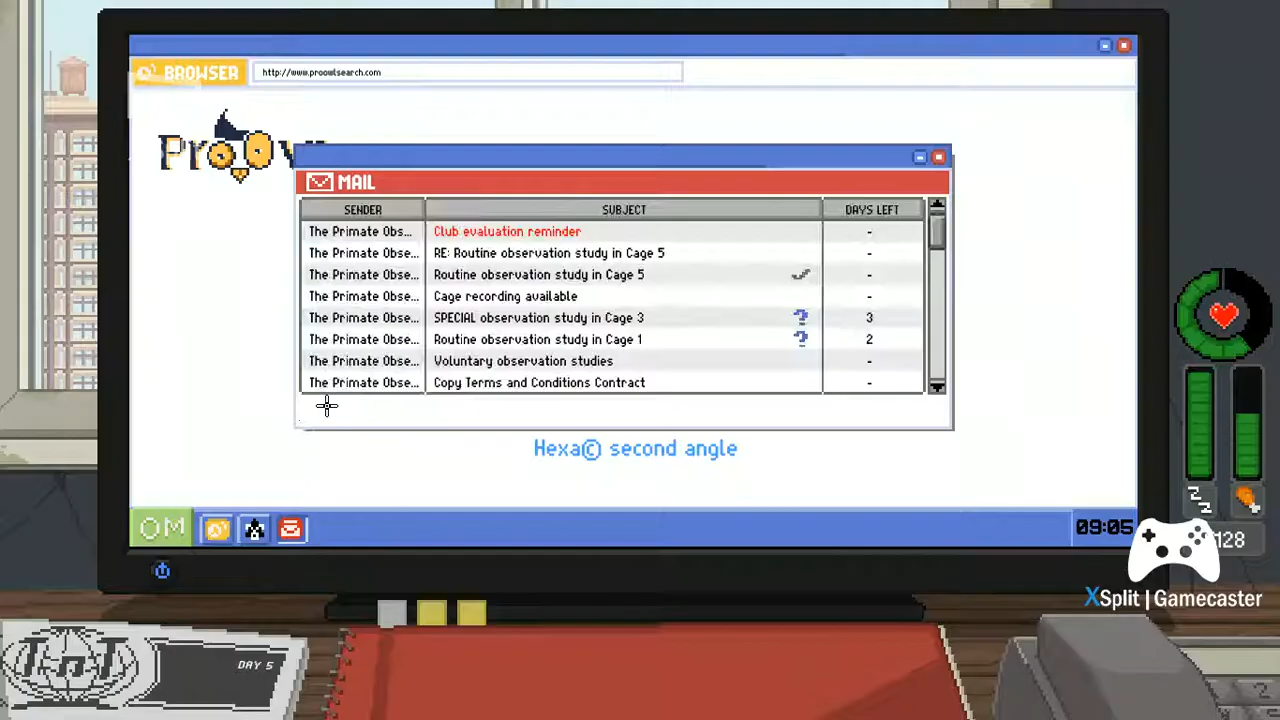 BROWSER
http://www.proowlsearch.com
MAIL
SENDER SUBJECT DAYS LEFT
The Primate Obs... Club evaluation reminder -
The Primate Obse... RE: Routine observation study in Cage 5 -
The Primate Obse... Routine observation study in Cage 5 -
The Primate Obse... Cage recording available -
The Primate Obse... SPECIAL observation study in Cage 3 ? 3
The Primate Obse... Routine observation study in Cage 1 ? 2
The Primate Obse... Voluntary observation studies -
The Primate Obse... Copy Terms and Conditions Contract -
Hexa© second angle
OM
09:05
128
XSplit | Gamecaster
DAY 5